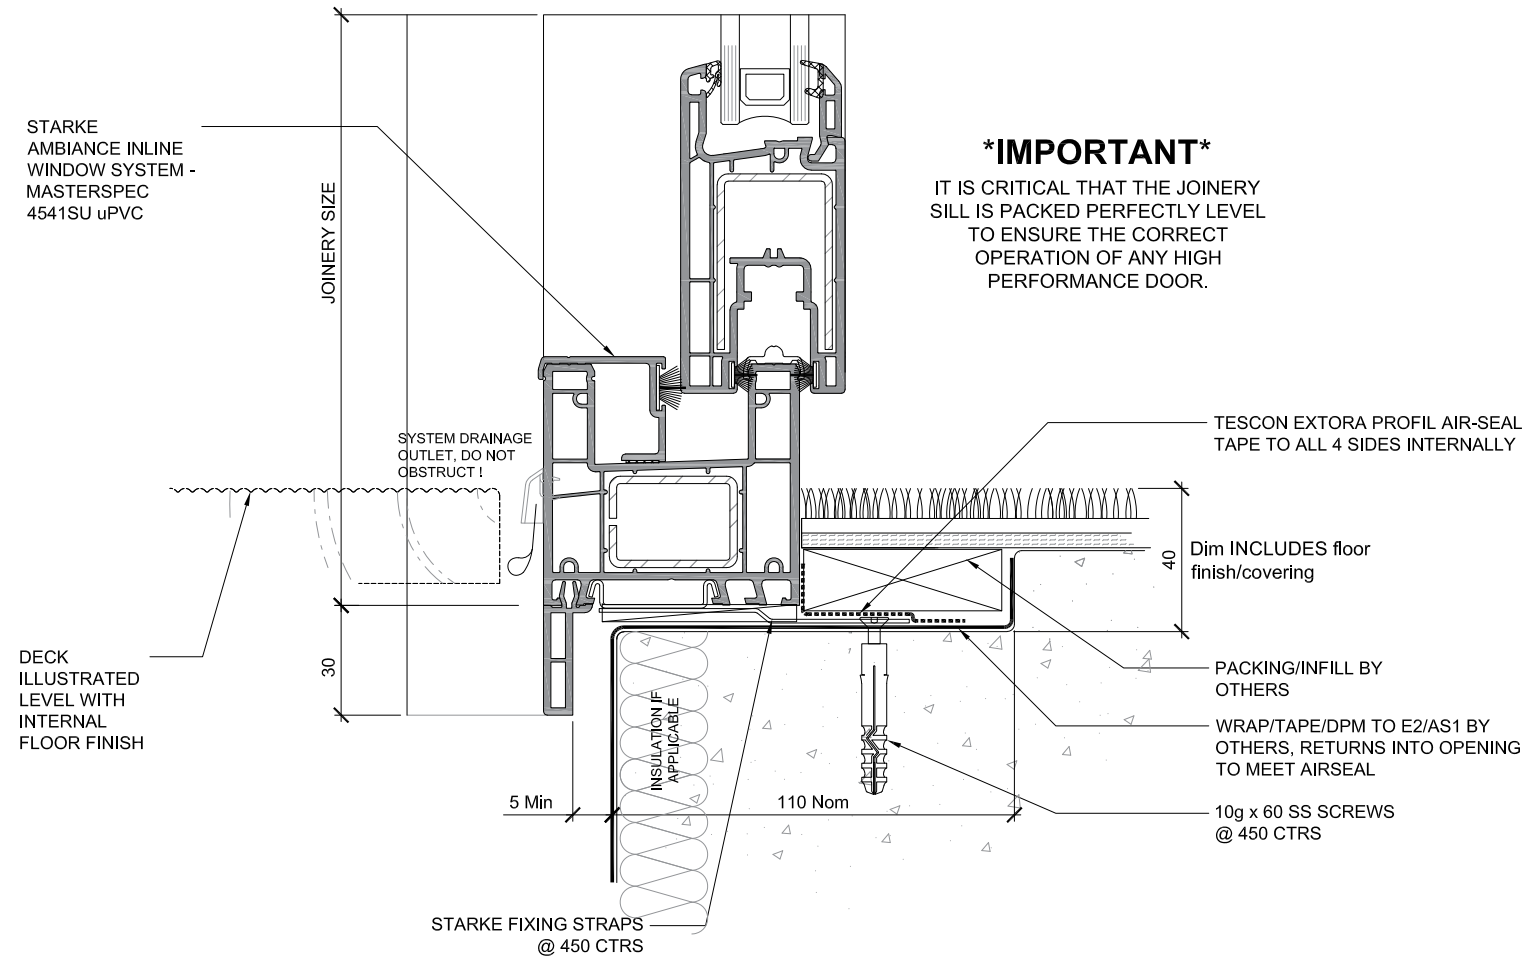 STARKE
AMBIANCE INLINE
WINDOW SYSTEM -
MASTERSPEC
4541SU uPVC
JOINERY SIZE
*IMPORTANT*
IT IS CRITICAL THAT THE JOINERY
SILL IS PACKED PERFECTLY LEVEL
TO ENSURE THE CORRECT
OPERATION OF ANY HIGH
PERFORMANCE DOOR.
SYSTEM DRAINAGE
OUTLET, DO NOT
OBSTRUCT !
TESCON EXTORA PROFIL AIR-SEAL
TAPE TO ALL 4 SIDES INTERNALLY
40
Dim INCLUDES floor
finish/covering
DECK
ILLUSTRATED
LEVEL WITH
INTERNAL
FLOOR FINISH
30
INSULATION IF
APPLICABLE
PACKING/INFILL BY
OTHERS
WRAP/TAPE/DPM TO E2/AS1 BY
OTHERS, RETURNS INTO OPENING
TO MEET AIRSEAL
5 Min
110 Nom
10g x 60 SS SCREWS
@ 450 CTRS
STARKE FIXING STRAPS
@ 450 CTRS